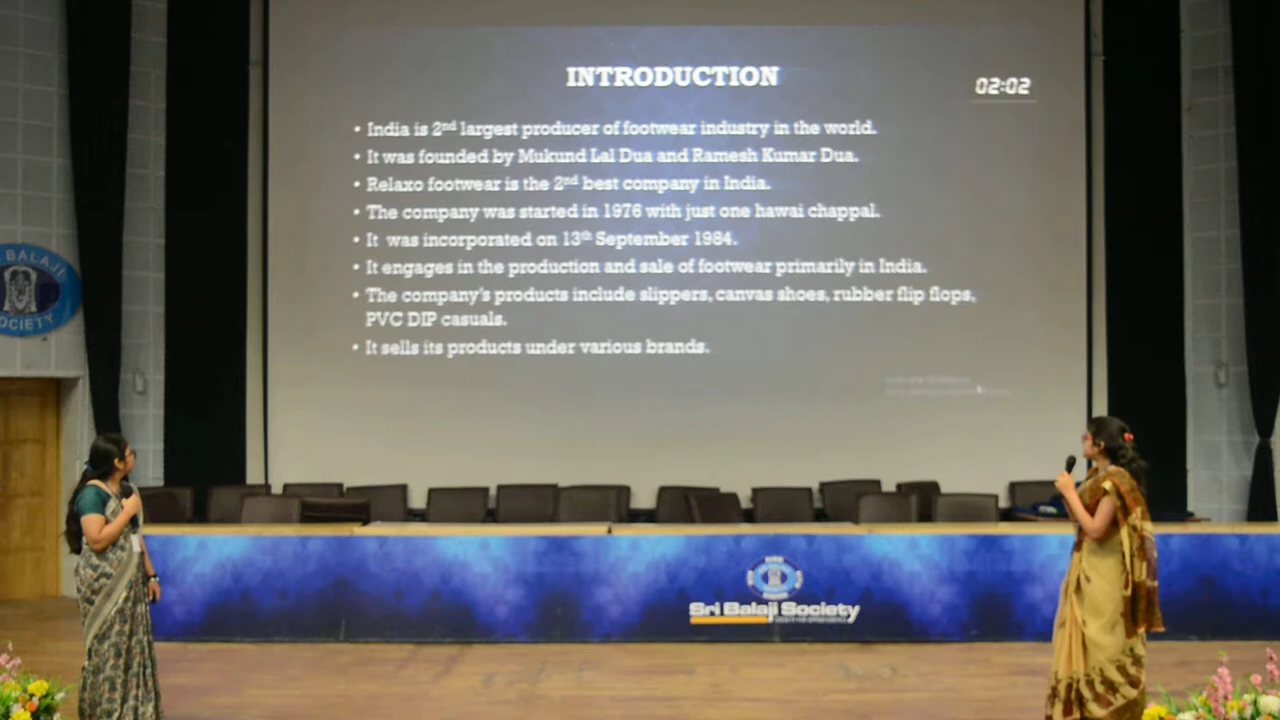 INTRODUCTION
02:02
• India is 2nd largest producer of footwear industry in the world.
• It was founded by Mukund Lal Dua and Ramesh Kumar Dua.
• Relaxo footwear is the 2nd best company in India.
• The company was started in 1976 with just one hawai chappal.
• It was incorporated on 13th September 1984.
• It engages in the production and sale of footwear primarily in India.
• The company's products include slippers, canvas shoes, rubber flip flops,
PVC DIP casuals.
• It sells its products under various brands.
BALAJI
SOCIETY
Sri Balaji Society